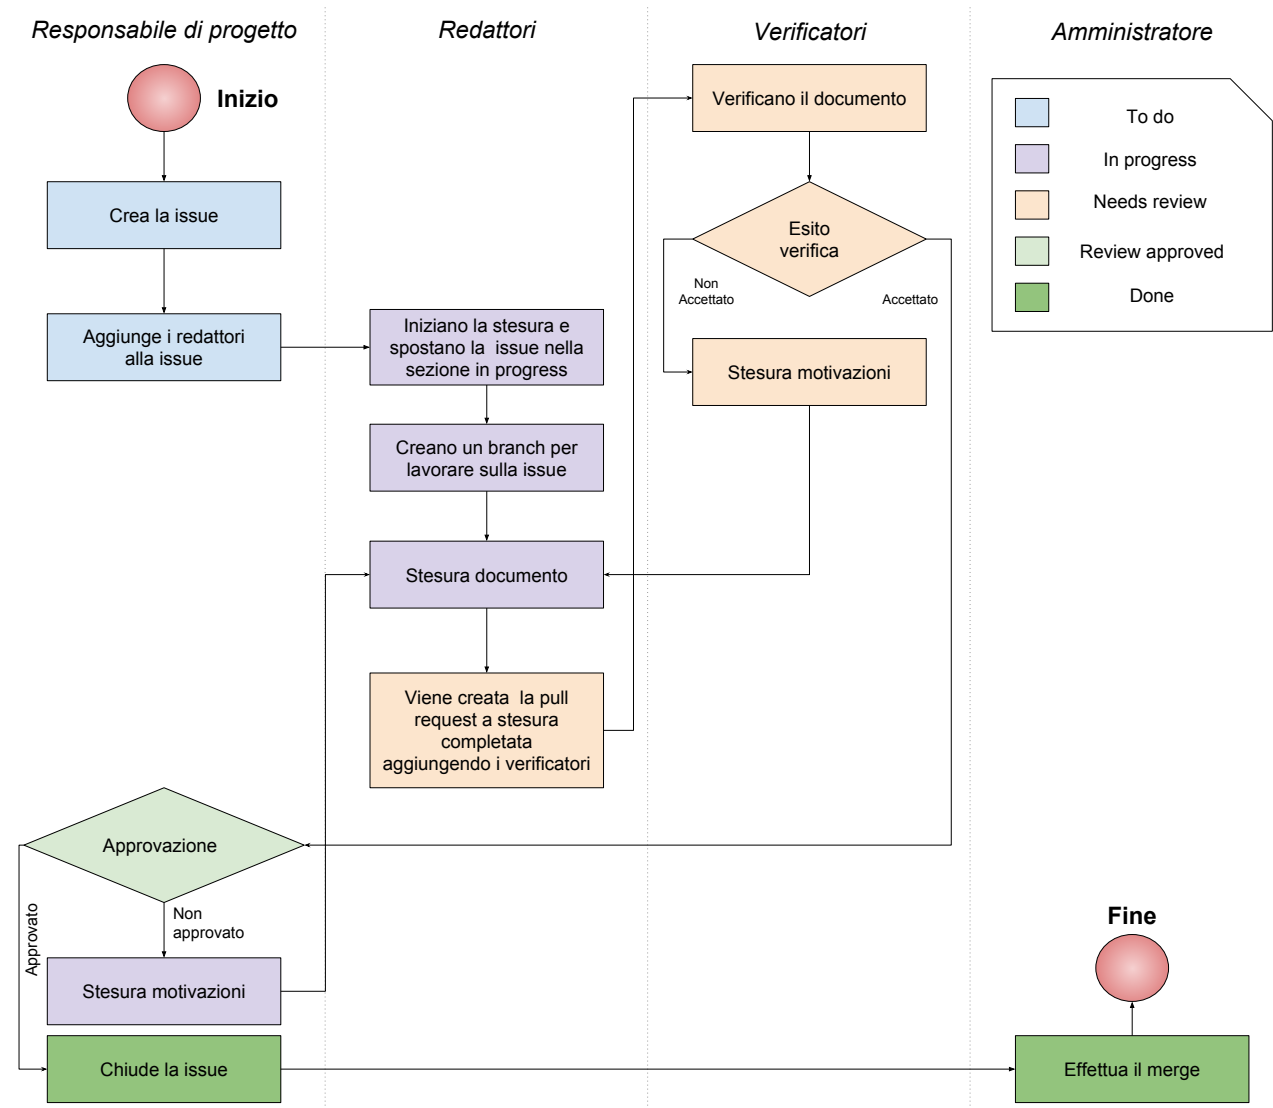 Responsabile di progetto
Redattori
Verificatori
Amministratore
Inizio
Crea la issue
Aggiunge i redattori
alla issue
Iniziano la stesura e
spostano la issue nella
sezione in progress
Creano un branch per
lavorare sulla issue
Stesura documento
Viene creata la pull
request a stesura
completata
aggiungendo i verificatori
Verificano il documento
Esito
verifica
Non
Accettato
Accettato
Stesura motivazioni
To do
In progress
Needs review
Review approved
Done
Approvazione
Approvato
Non
approvato
Stesura motivazioni
Chiude la issue
Fine
Effettua il merge